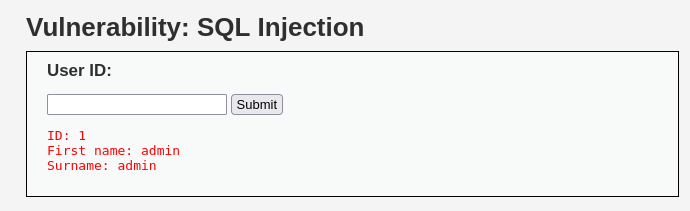 Vulnerability: SQL Injection
User ID:
Submit
ID: 1
First name: admin
Surname: admin